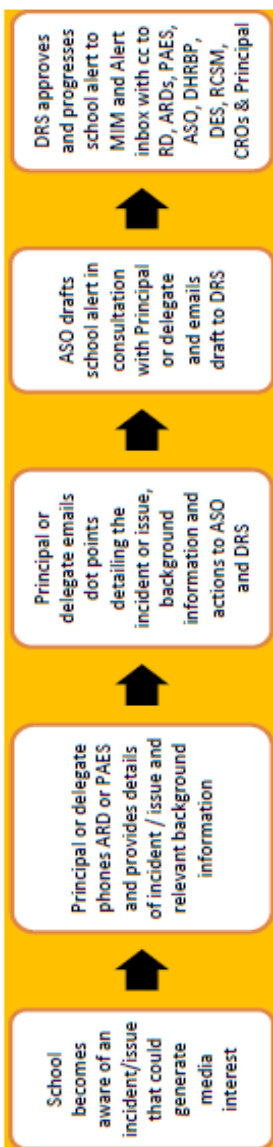 School
becomes
aware of an
incident/issue
that could
generate
media
interest
Principal or delegate
phones ARD or PAES
and provides details
of incident / issue and
relevant background
information
Principal or
delegate emails
dot points
detailing the
incident or issue,
background
information and
actions to ASO
and DRS
ASO drafts
school alert in
consultation
with Principal
or delegate
and emails
draft to DRS
DRS approves
and progresses
school alert to
MIM and Alert
inbox with cc to
RD, ARDs, PAES,
ASO, DHRBP,
DES, RCSM,
CROs & Principal